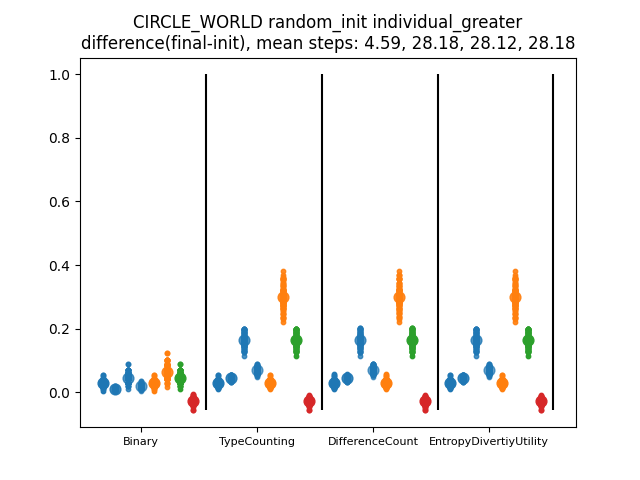 CIRCLE_WORLD random_init individual_greater
difference(final-init), mean steps: 4.59, 28.18, 28.12, 28.18
1.0
0.8
0.6
0.4
0.2
0.0
Binary
TypeCounting
DifferenceCount
EntropyDivertiyUtility